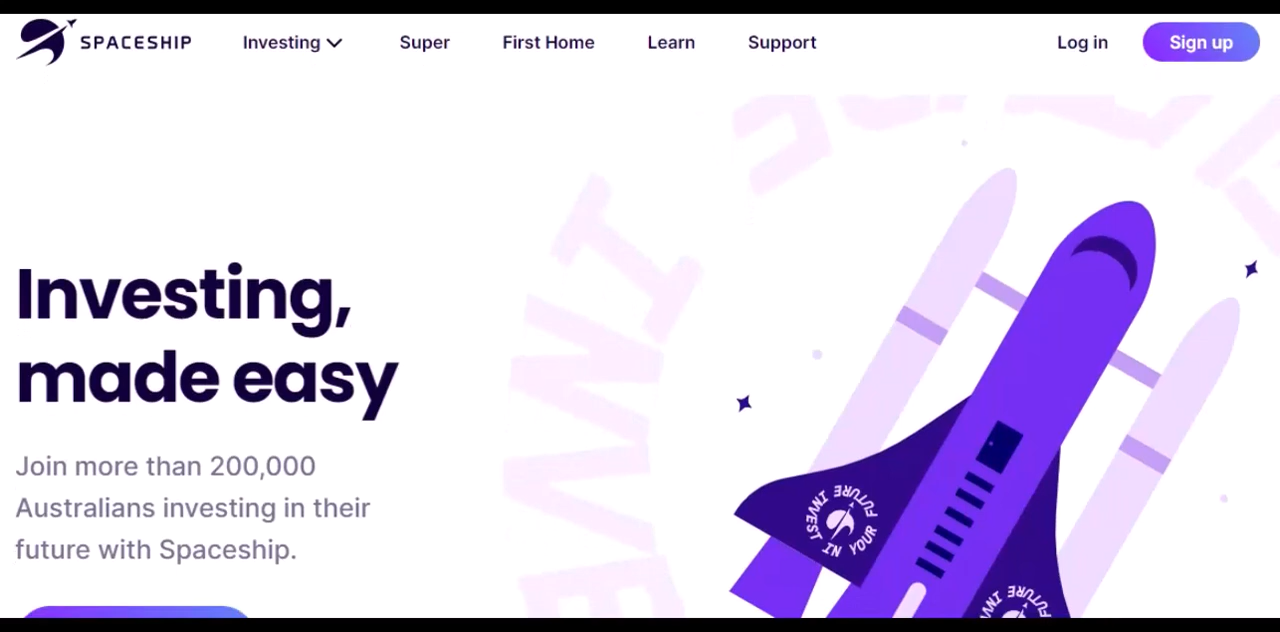 SPACESHIP
Investing
Super
First Home
Learn
Support
Log in
Sign up
Investing,
made easy
Join more than 200,000
Australians investing in their
future with Spaceship.
INVEST IN YOUR FUTURE